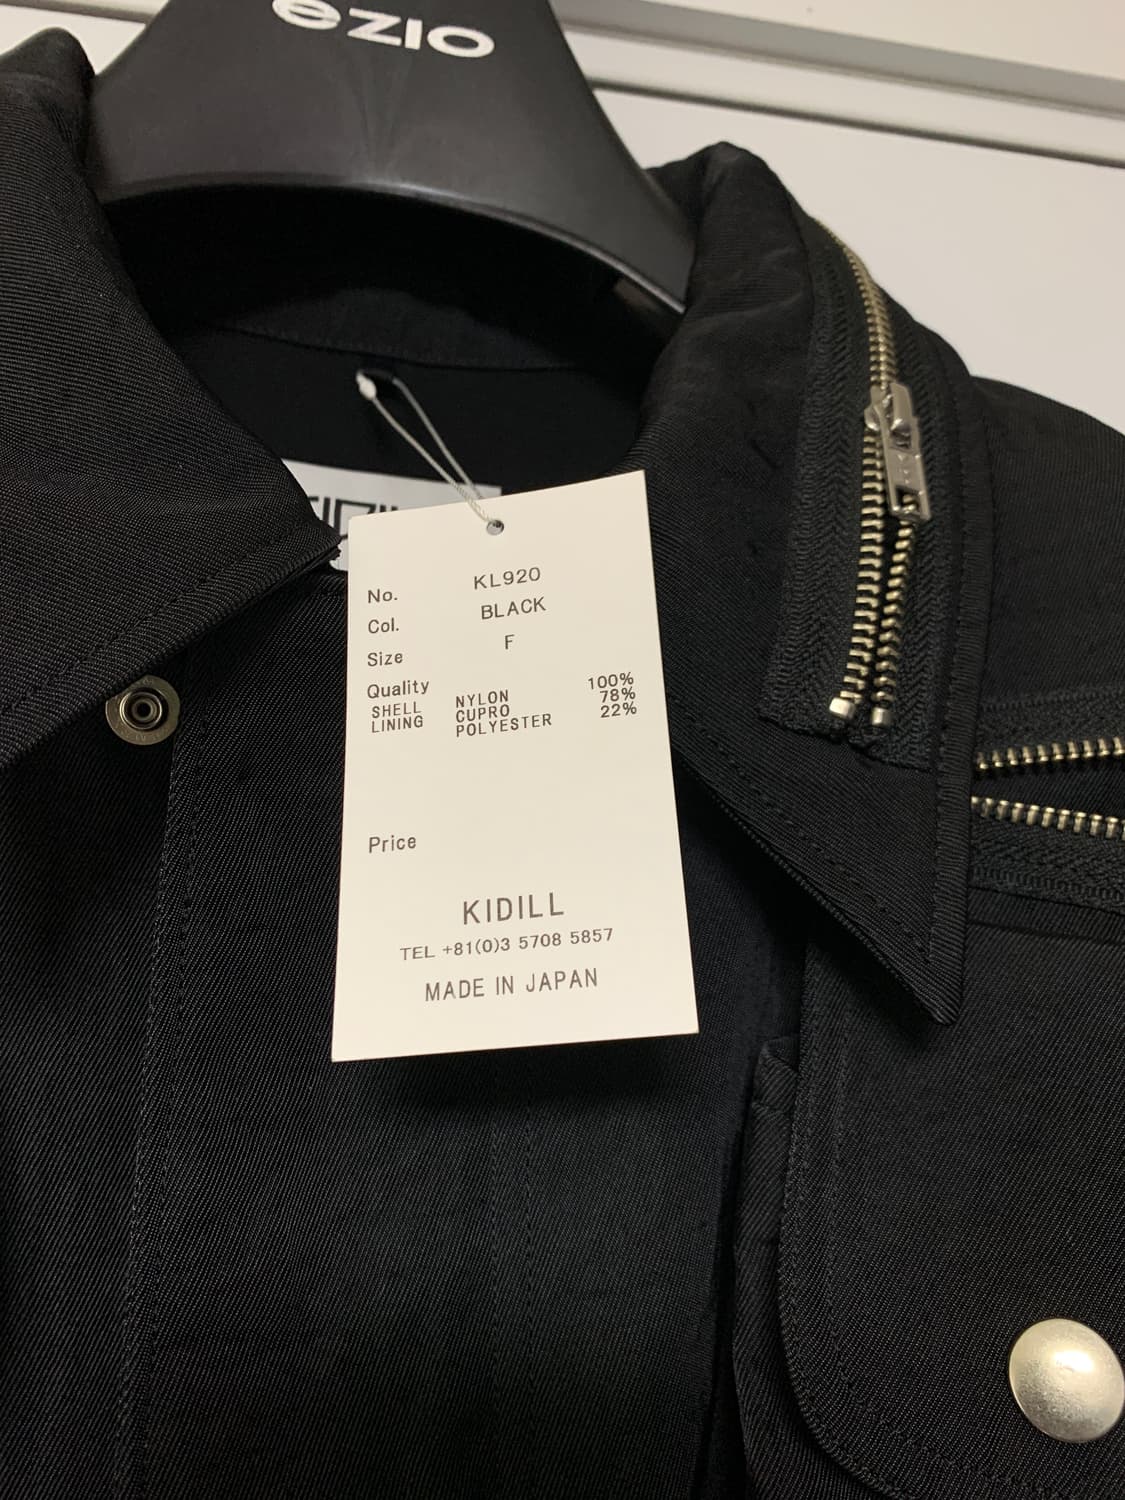 ezio
No. KL920
Col. BLACK
Size F
Quality
SHELL NYLON 100%
LINING CUPRO 78%
POLYESTER 22%
Price
KIDILL
TEL +81(0)3 5708 5857
MADE IN JAPAN